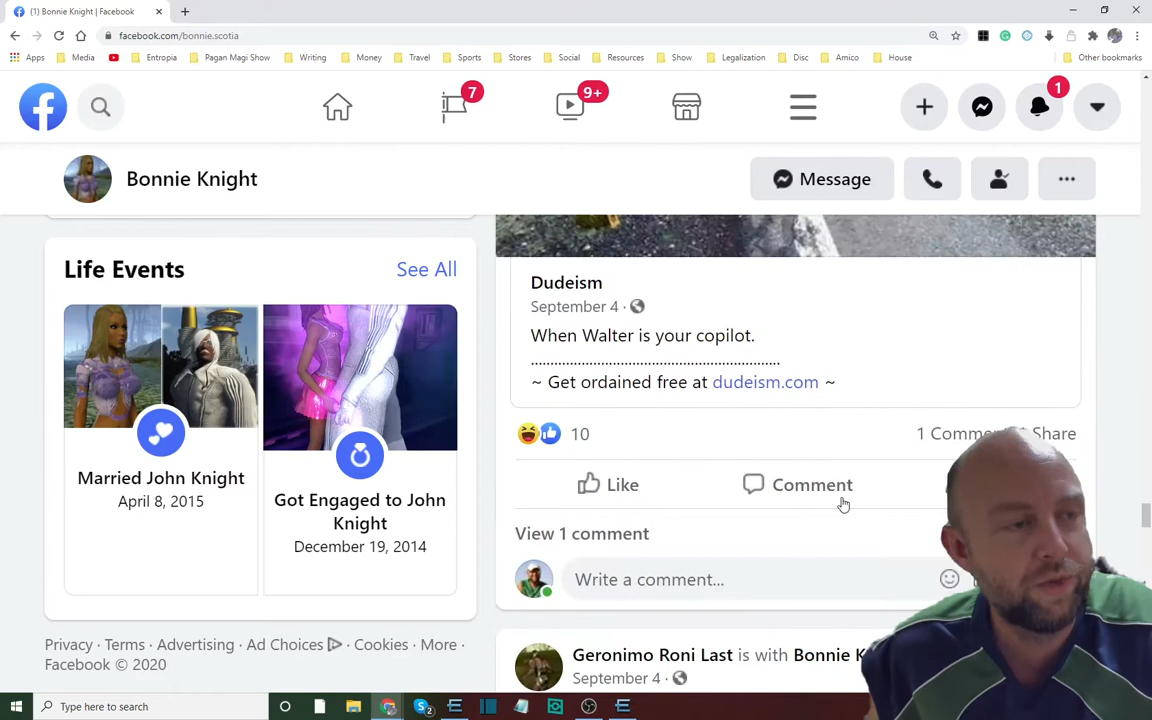 (1) Bonnie Knight | Facebook
facebook.com/bonnie.scotia
Apps Media Entropia Pagan Magi Show Writing Money Travel Sports Stores Social Resources Show Legalization Disc Amico House Other bookmarks
7 9+ 1
Bonnie Knight
Message
Life Events
See All
Married John Knight
April 8, 2015
Got Engaged to John
Knight
December 19, 2014
Privacy · Terms · Advertising · Ad Choices · Cookies · More ·
Facebook © 2020
Dudeism
September 4 ·
When Walter is your copilot.
..............................................................
~ Get ordained free at dudeism.com ~
10
1 Comment Share
Like
Comment
View 1 comment
Write a comment...
Geronimo Roni Last is with Bonnie
September 4 ·
Type here to search
2